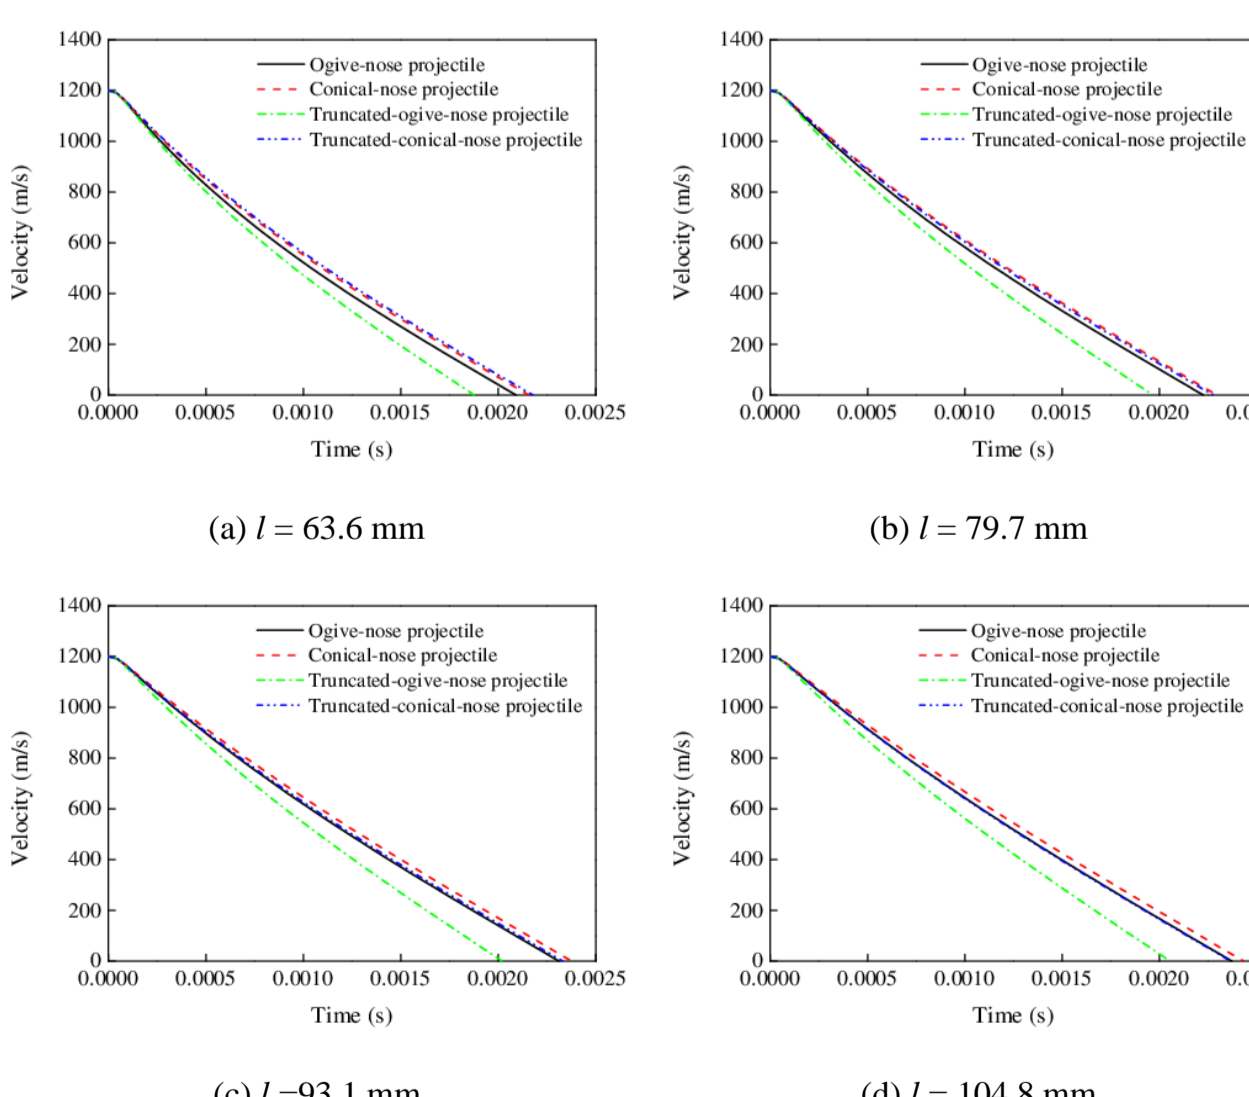 1400
1200
1000
800
600
400
200
0
Velocity (m/s)
Ogive-nose projectile
Conical-nose projectile
Truncated-ogive-nose projectile
Truncated-conical-nose projectile
0.0000 0.0005 0.0010 0.0015 0.0020 0.0025
Time (s)
(a) l = 63.6 mm
1400
1200
1000
800
600
400
200
0
Velocity (m/s)
Ogive-nose projectile
Conical-nose projectile
Truncated-ogive-nose projectile
Truncated-conical-nose projectile
0.0000 0.0005 0.0010 0.0015 0.0020
Time (s)
(b) l = 79.7 mm
1400
1200
1000
800
600
400
200
0
Velocity (m/s)
Ogive-nose projectile
Conical-nose projectile
Truncated-ogive-nose projectile
Truncated-conical-nose projectile
0.0000 0.0005 0.0010 0.0015 0.0020 0.0025
Time (s)
(c) l =93.1 mm
1400
1200
1000
800
600
400
200
0
Velocity (m/s)
Ogive-nose projectile
Conical-nose projectile
Truncated-ogive-nose projectile
Truncated-conical-nose projectile
0.0000 0.0005 0.0010 0.0015 0.0020
Time (s)
(d) l = 104.8 mm